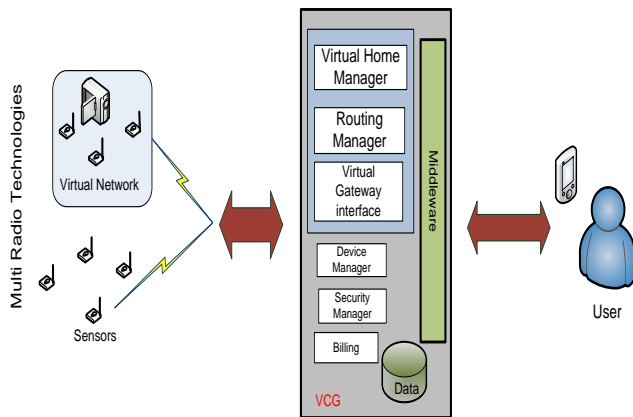 Multi Radio Technologies
Virtual Network
Sensors
Virtual Home
Manager
Routing
Manager
Virtual
Gateway
interface
Middleware
Device
Manager
Security
Manager
Billing
Data
VCG
User